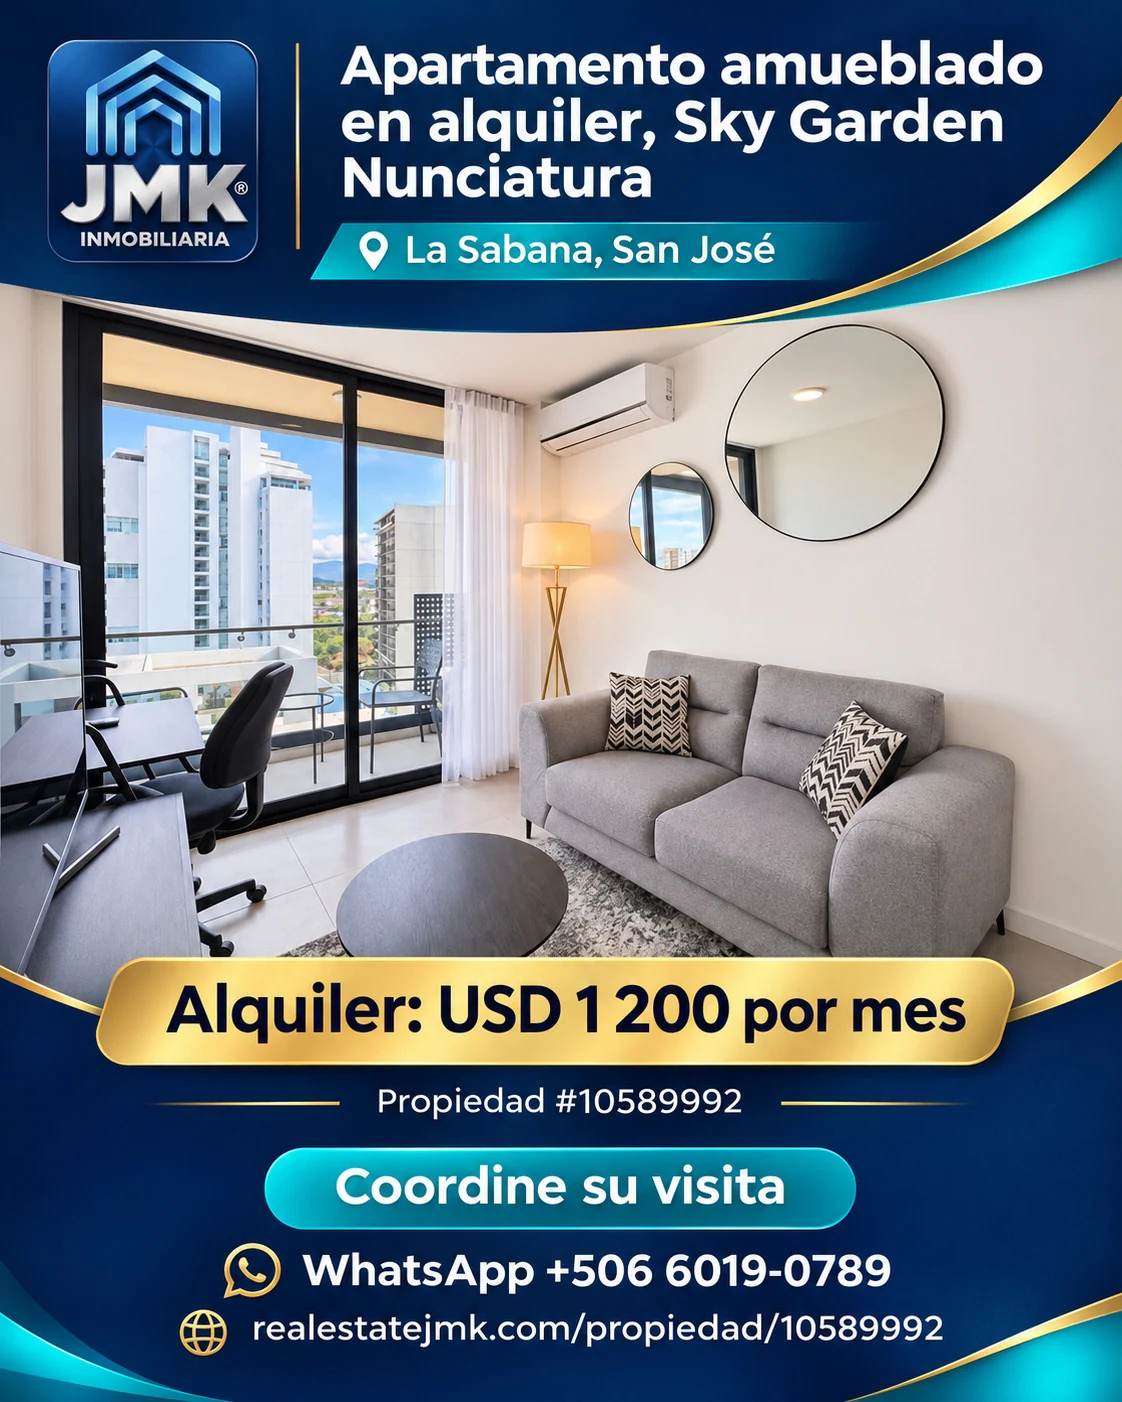 JMK®
INMOBILIARIA
Apartamento amueblado
en alquiler, Sky Garden
Nunciatura
La Sabana, San José
Alquiler: USD 1 200 por mes
Propiedad #10589992
Coordine su visita
WhatsApp +506 6019-0789
realestatejmk.com/propiedad/10589992